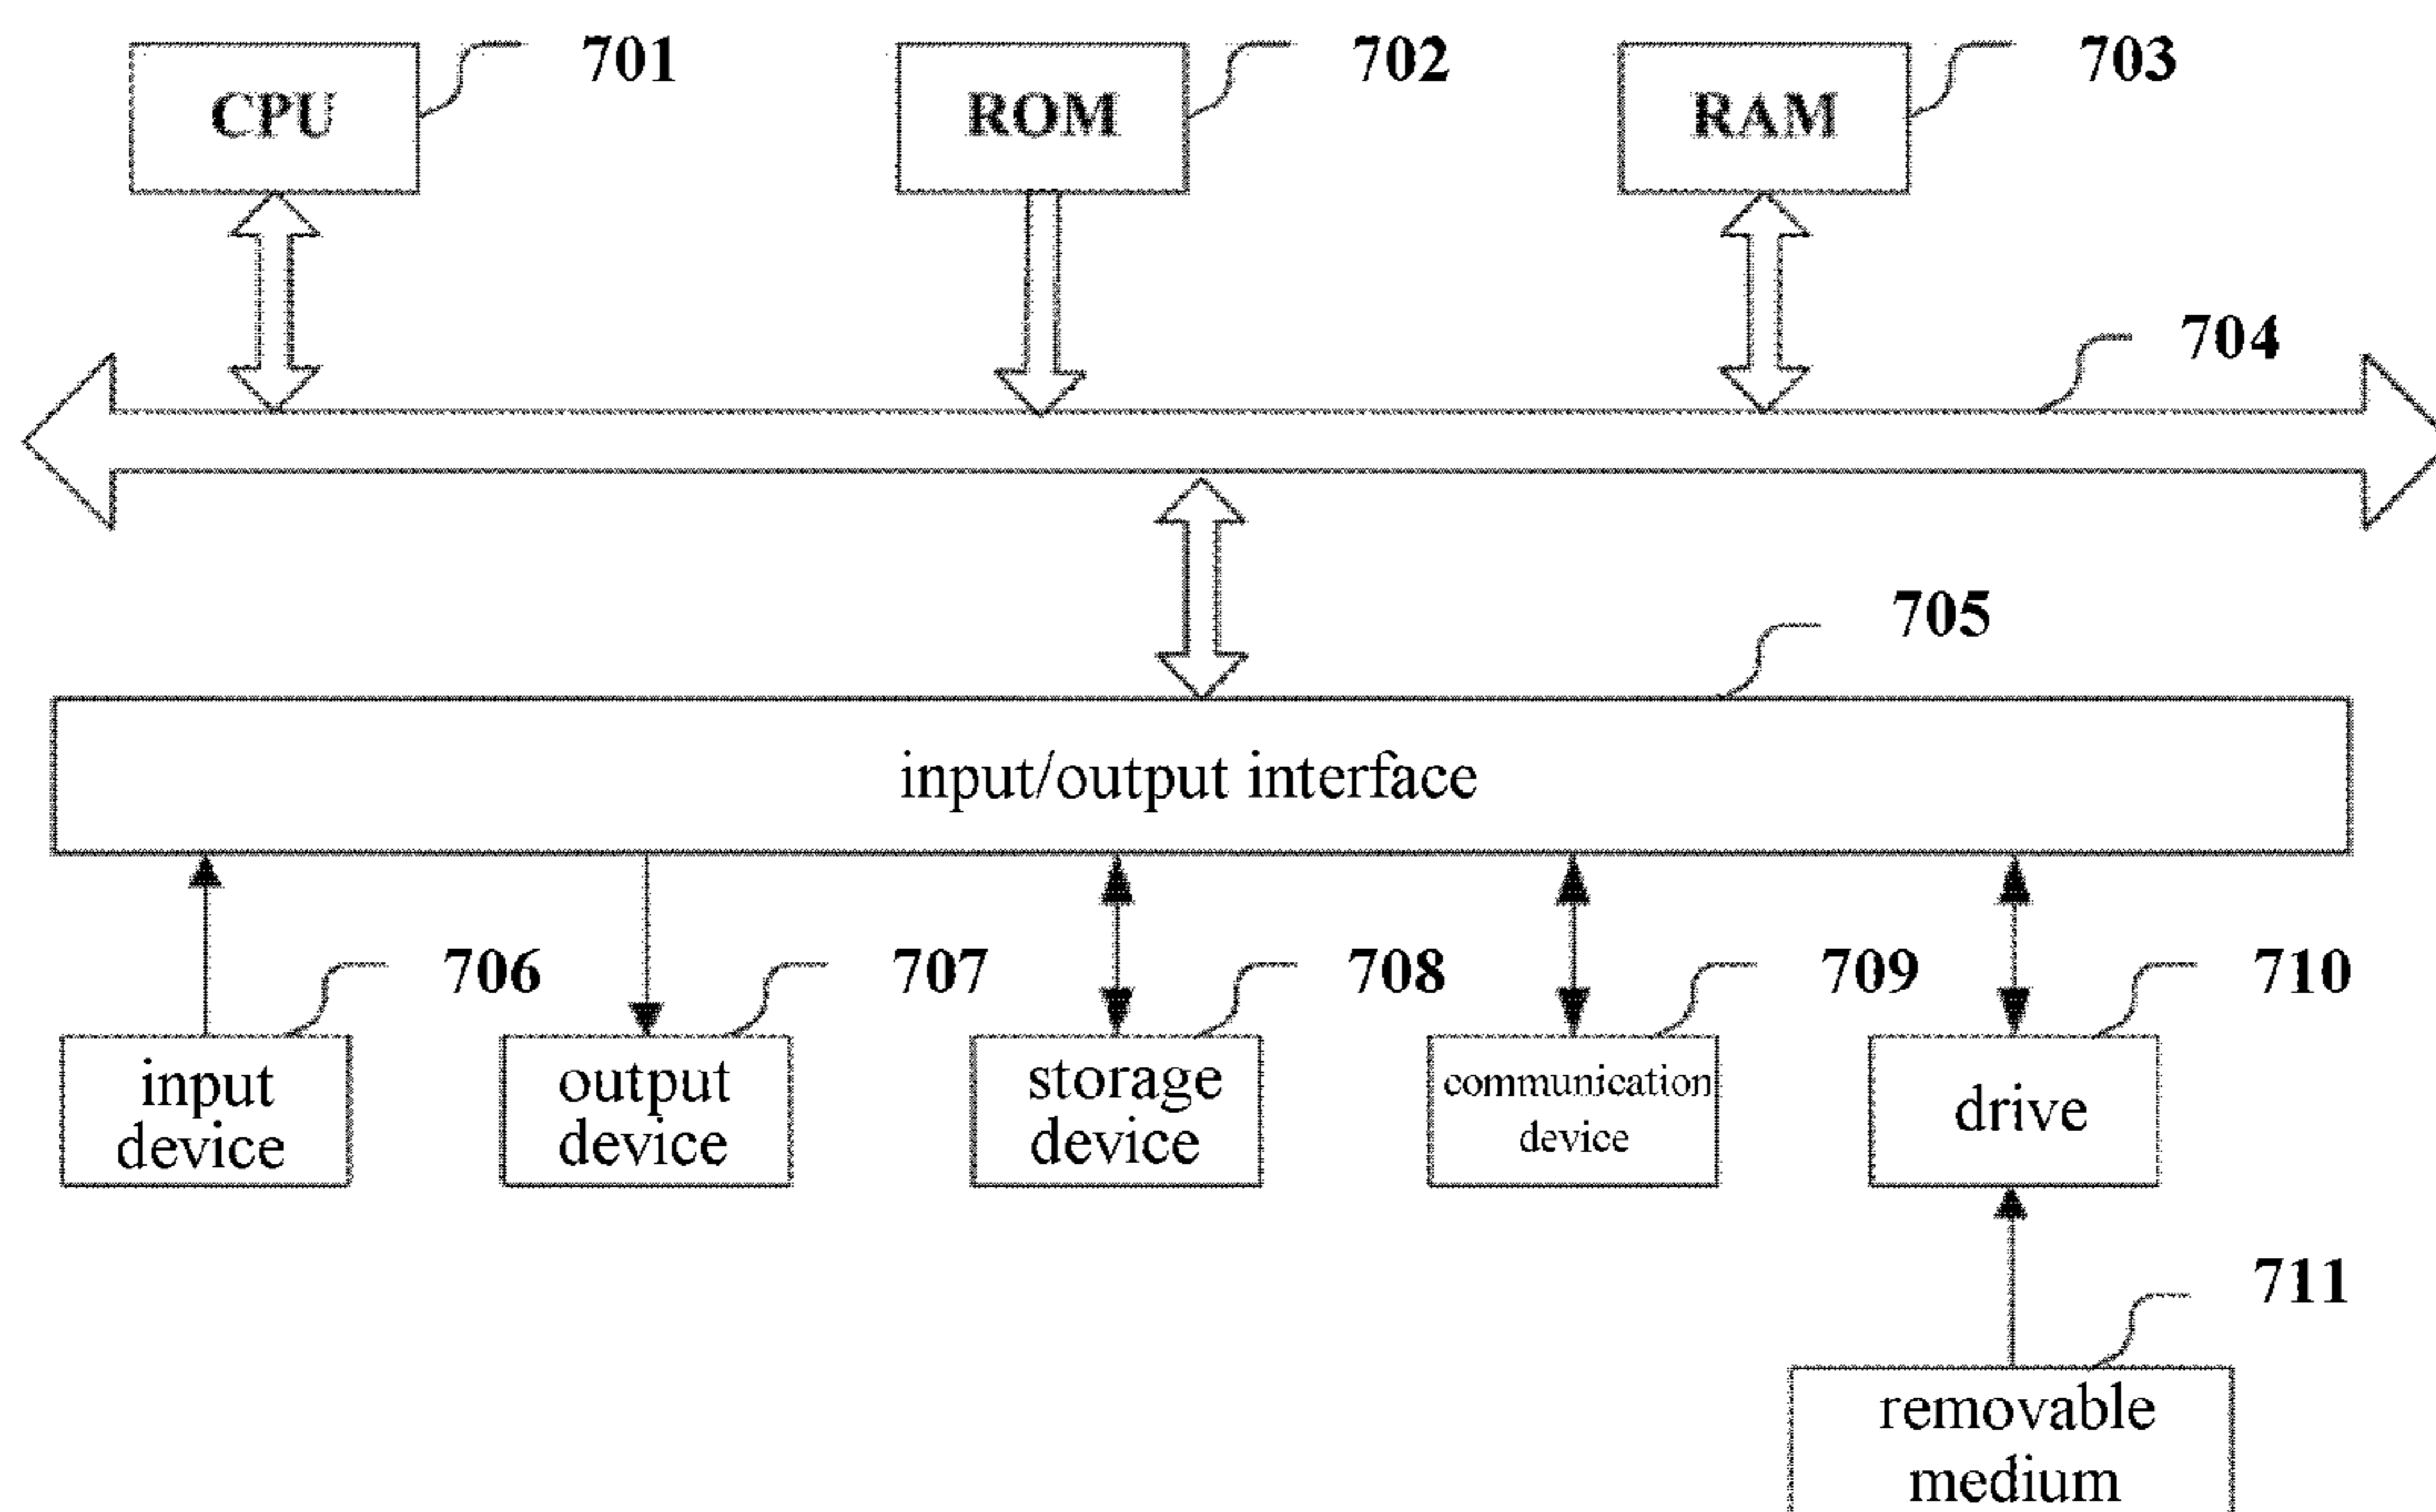 CPU
701
ROM
702
RAM
703
704
705
input/output interface
706
707
708
709
710
input
device
output
device
storage
device
communication
device
drive
711
removable
medium